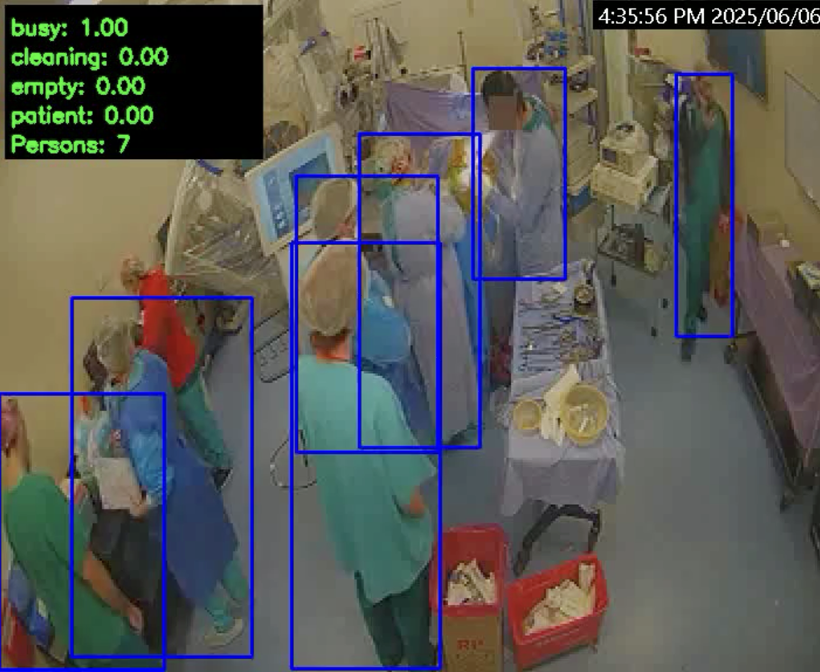 busy: 1.00
cleaning: 0.00
empty: 0.00
patient: 0.00
Persons: 7
4:35:56 PM 2025/06/06